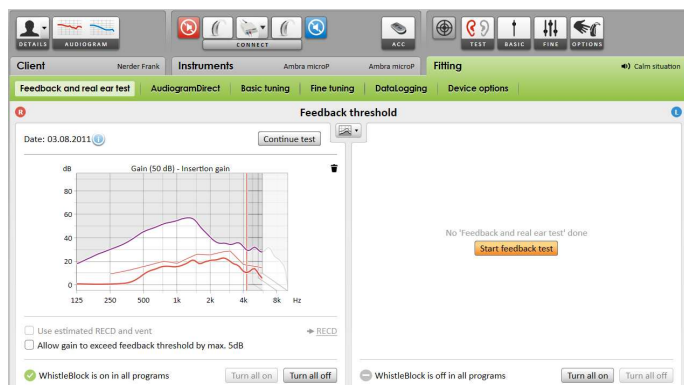 DETAILS AUDIOGRAM CONNECT ACC TEST BASIC FINE OPTIONS
Client Nerder Frank Instruments Ambra microP Ambra microP Fitting Calm situation
Feedback and real ear test AudiogramDirect Basic tuning Fine tuning DataLogging Device options
R Feedback threshold L
Date: 03.08.2011 i Continue test
dB Gain (50 dB) - Insertion gain
80
60
40
20
0
125 250 500 1k 2k 4k 8k Hz
No 'Feedback and real ear test' done
Start feedback test
Use estimated RECD and vent RECD
Allow gain to exceed feedback threshold by max. 5dB
WhistleBlock is on in all programs Turn all on Turn all off
WhistleBlock is off in all programs Turn all on Turn all off